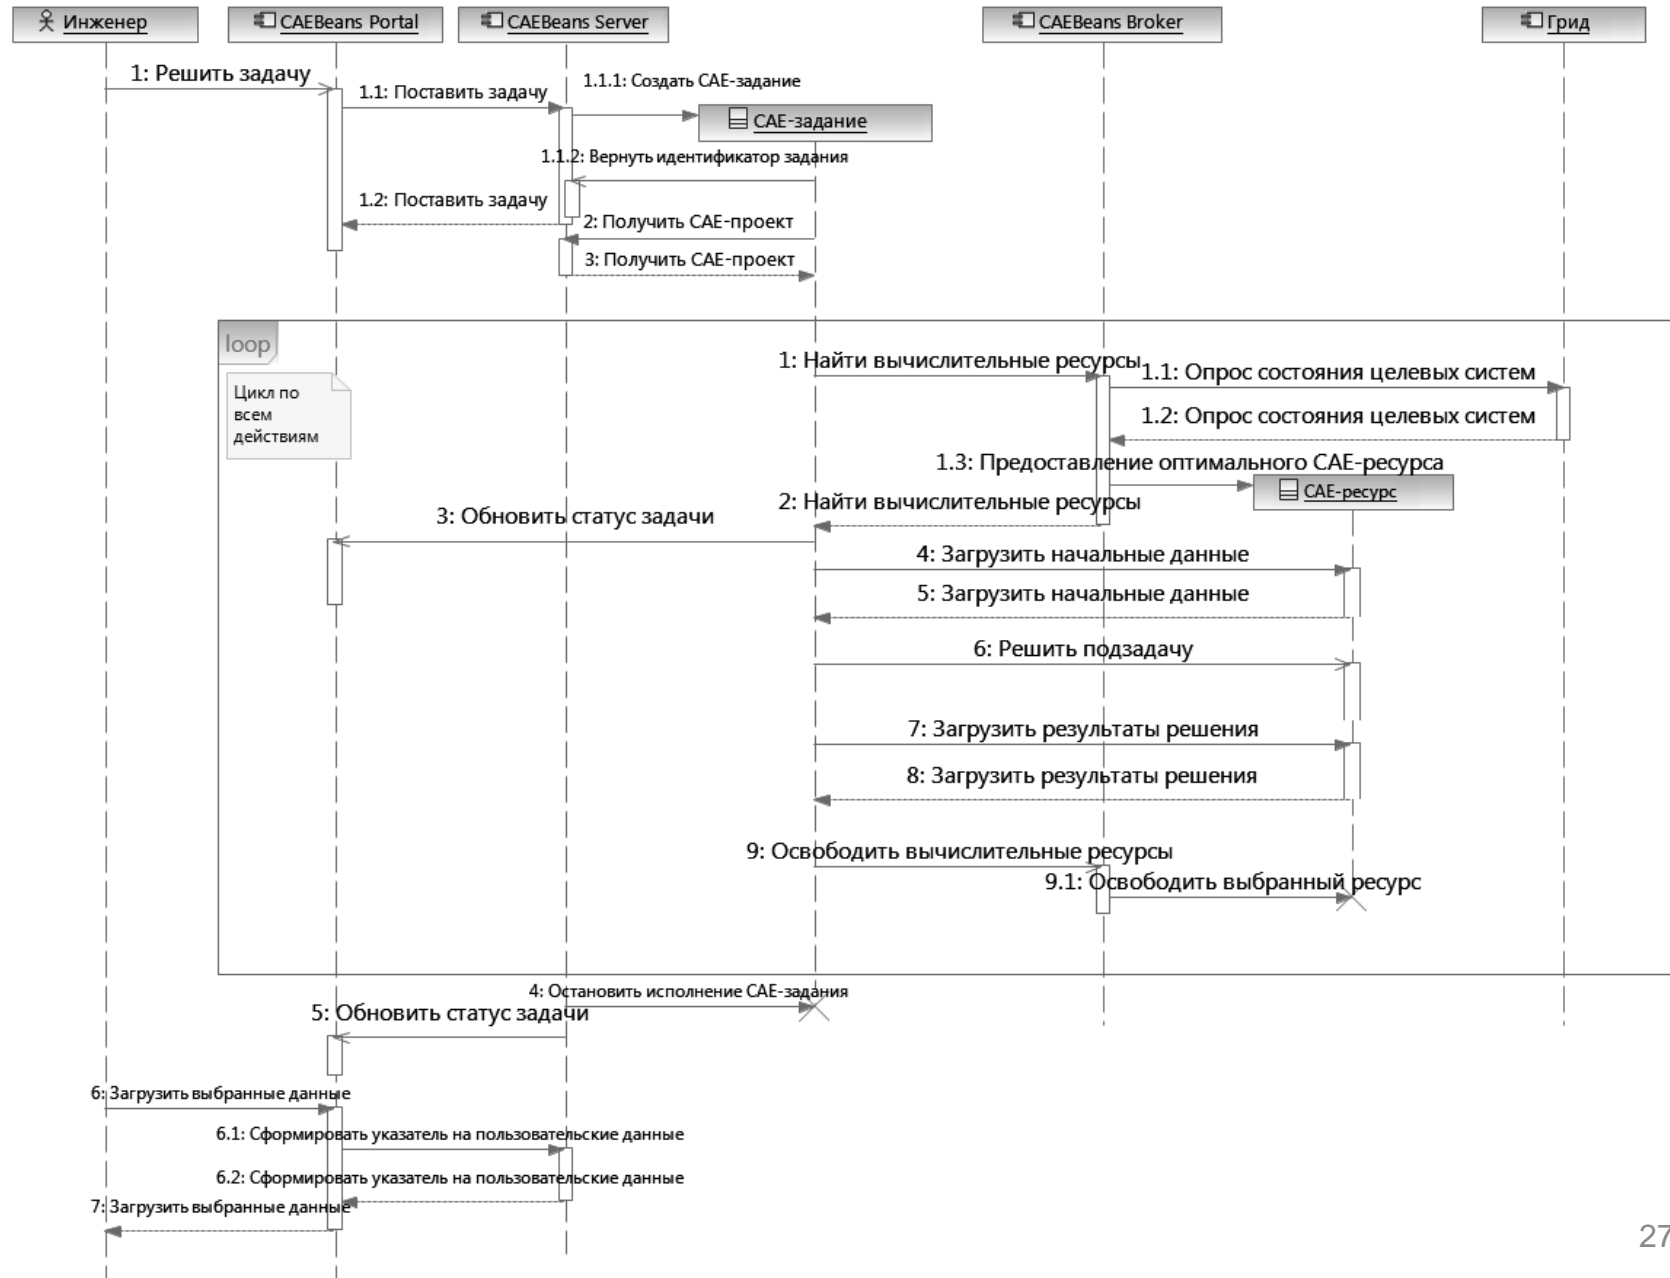 Инженер
CAEBeans Portal
CAEBeans Server
CAEBeans Broker
Грид
1: Решить задачу
1.1: Поставить задачу
1.1.1: Создать CAE-задание
CAE-задание
1.1.2: Вернуть идентификатор задания
1.2: Поставить задачу
2: Получить CAE-проект
3: Получить CAE-проект
loop
Цикл по
всем
действиям
1: Найти вычислительные ресурсы
1.1: Опрос состояния целевых систем
1.2: Опрос состояния целевых систем
1.3: Предоставление оптимального CAE-ресурса
CAE-ресурс
2: Найти вычислительные ресурсы
3: Обновить статус задачи
4: Загрузить начальные данные
5: Загрузить начальные данные
6: Решить подзадачу
7: Загрузить результаты решения
8: Загрузить результаты решения
9: Освободить вычислительные ресурсы
9.1: Освободить выбранный ресурс
4: Остановить исполнение CAE-задания
5: Обновить статус задачи
6: Загрузить выбранные данные
6.1: Сформировать указатель на пользовательские данные
6.2: Сформировать указатель на пользовательские данные
7: Загрузить выбранные данные
27